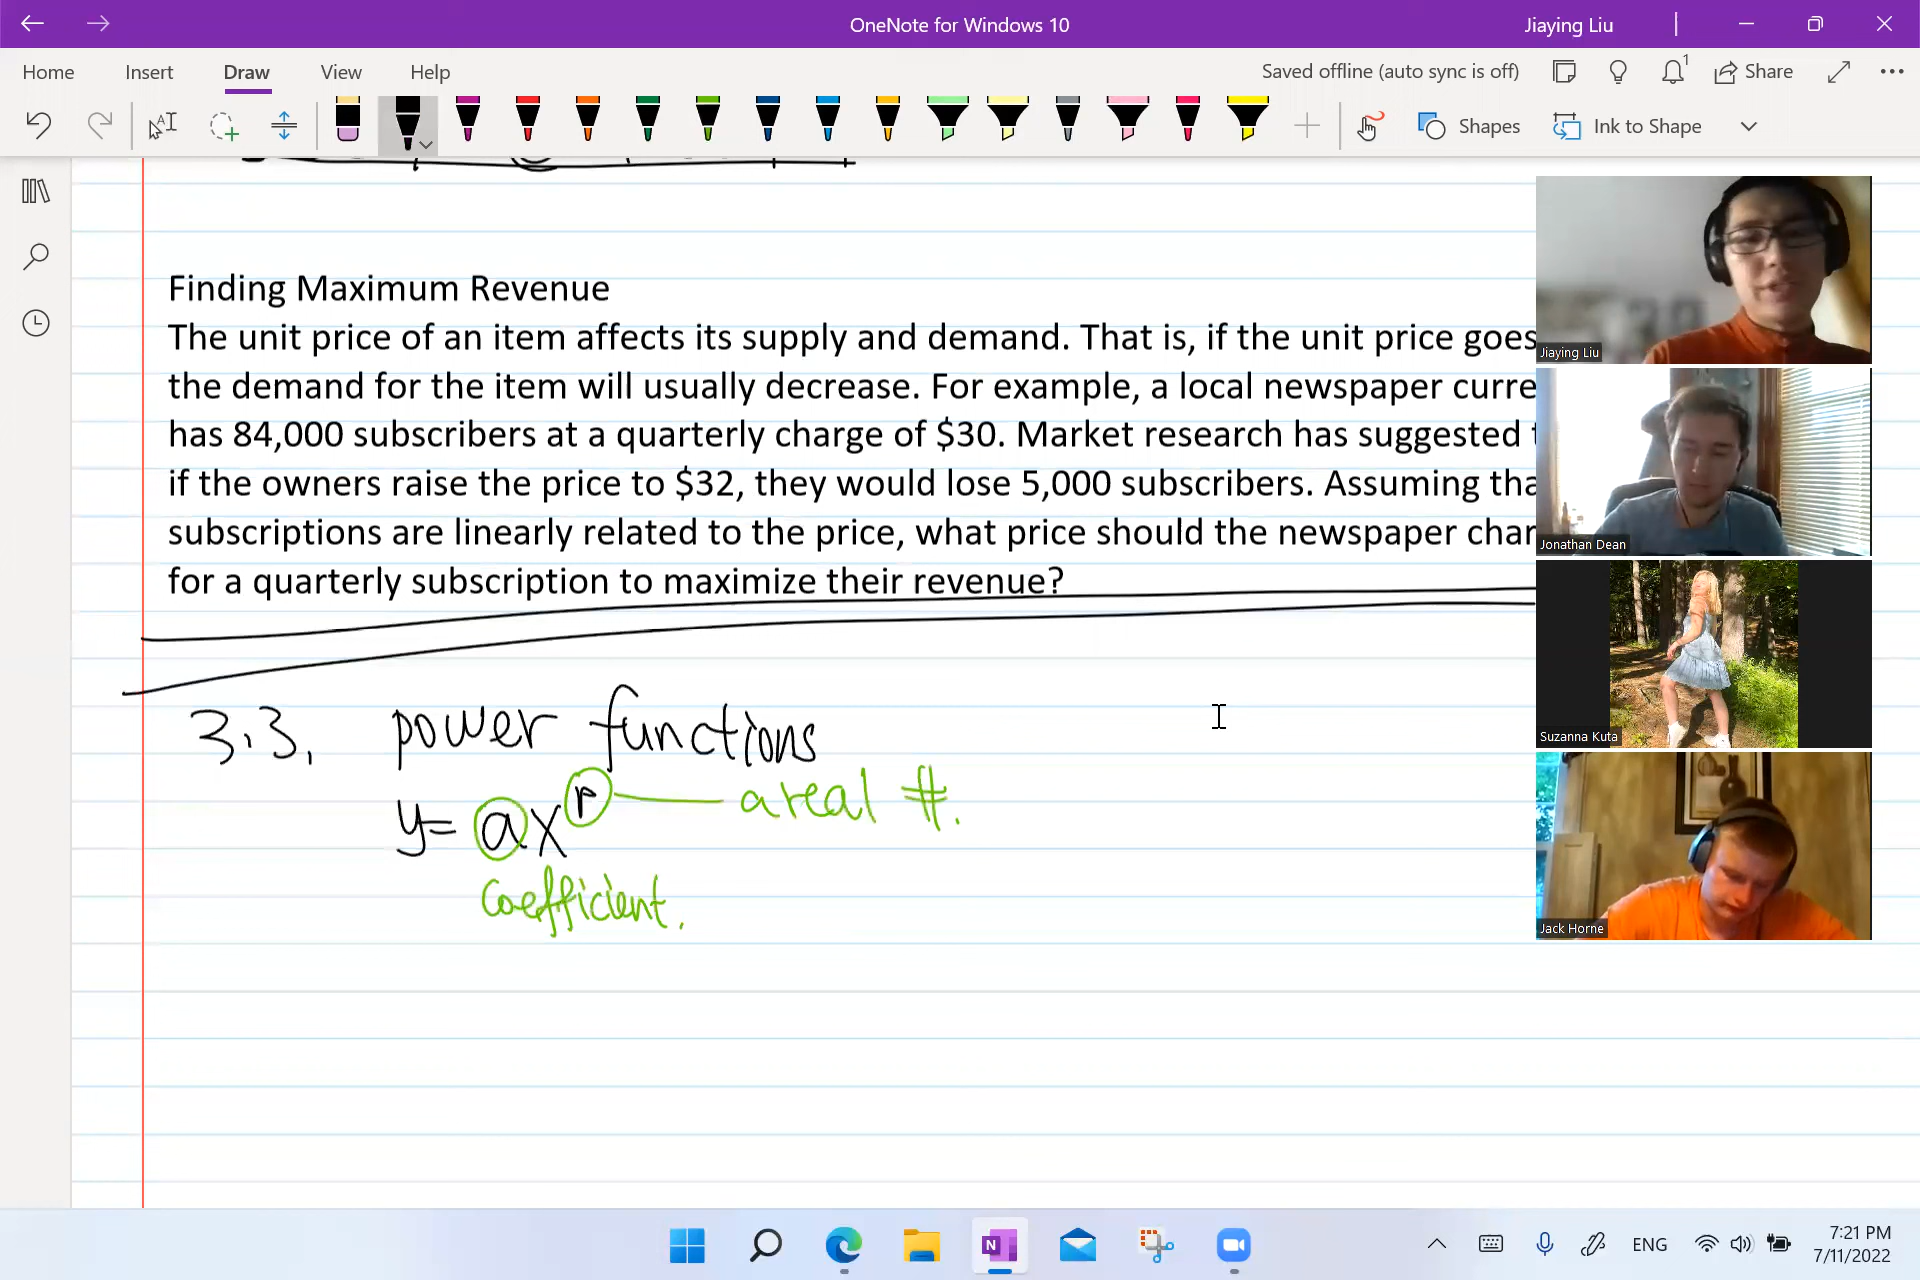 OneNote for Windows 10
Jiaying Liu
Home Insert Draw View Help
Saved offline (auto sync is off)
1
Share
Shapes
Ink to Shape
Finding Maximum Revenue
The unit price of an item affects its supply and demand. That is, if the unit price goes
the demand for the item will usually decrease. For example, a local newspaper curre
has 84,000 subscribers at a quarterly charge of $30. Market research has suggested t
if the owners raise the price to $32, they would lose 5,000 subscribers. Assuming tha
subscriptions are linearly related to the price, what price should the newspaper char
for a quarterly subscription to maximize their revenue?
3.3. power functions
y = ax^r a real #.
coefficient.
Jiaying Liu
Jonathan Dean
Suzanna Kuta
Jack Horne
ENG
7:21 PM
7/11/2022